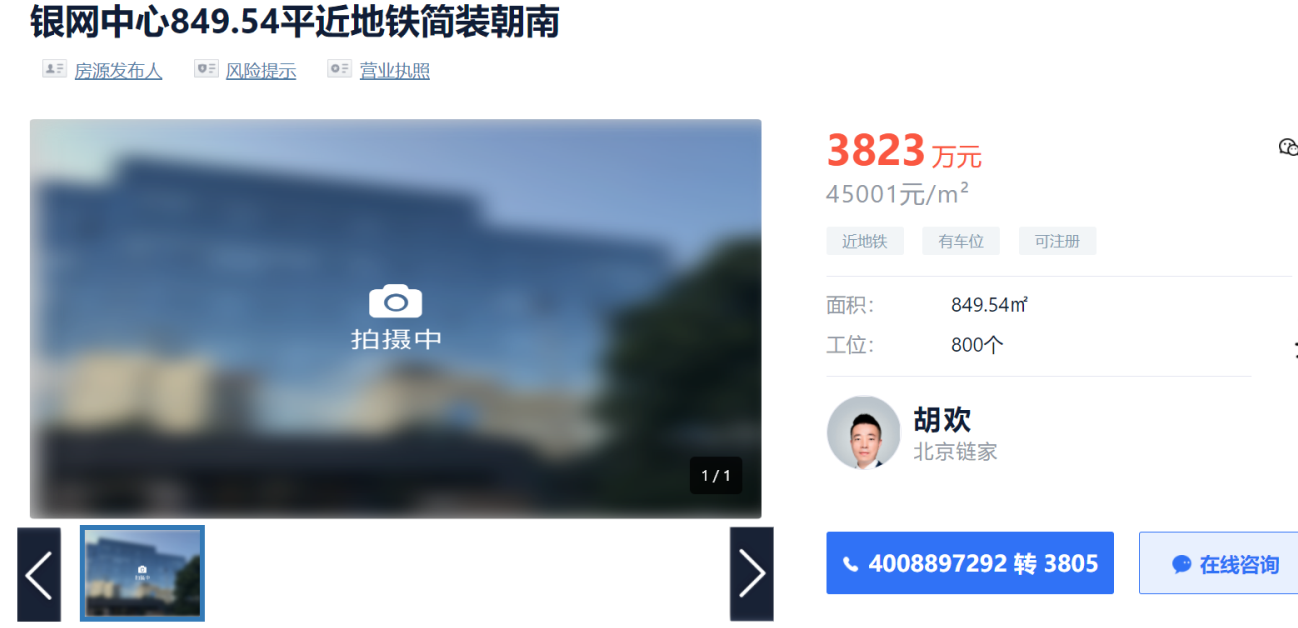 银网中心849.54平近地铁简装朝南
房源发布人 风险提示 营业执照
3823万元
45001元/m²
近地铁 有车位 可注册
面积: 849.54㎡
工位: 800个
拍摄中
1/1
胡欢
北京链家
4008897292 转 3805
在线咨询